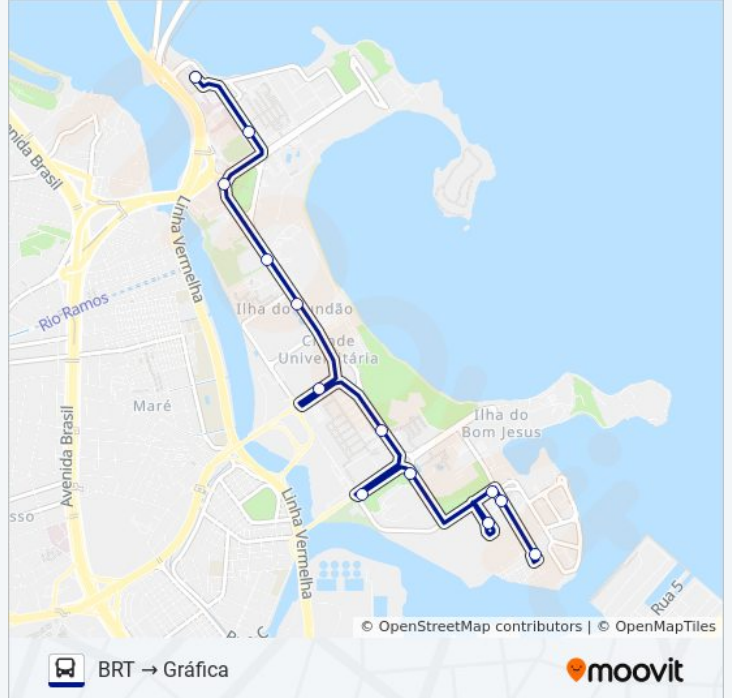 Avenida Brasil
Linha Vermelha
Rio Ramos
Ilha do Fundão
Cidade
Universitária
Maré
Ilha do
Bom Jesus
Avenida Brasil
sso
Linha Vermelha
Rua 5
© OpenStreetMap contributors | © OpenMapTiles
BRT → Gráfica
moovit